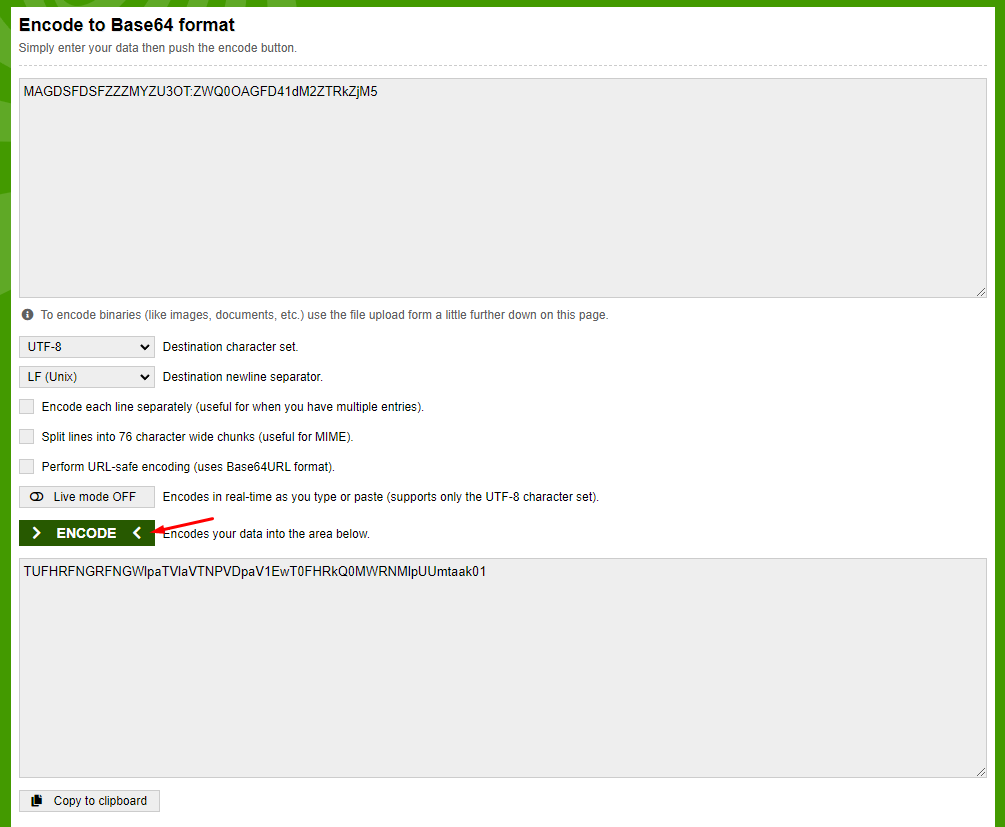 Encode to Base64 format
Simply enter your data then push the encode button.
MAGDSFDSFZZZMYZU3OT:ZWQ0OAGFD41dM2ZTRkZjM5
To encode binaries (like images, documents, etc.) use the file upload form a little further down on this page.
UTF-8 Destination character set.
LF (Unix) Destination newline separator.
Encode each line separately (useful for when you have multiple entries).
Split lines into 76 character wide chunks (useful for MIME).
Perform URL-safe encoding (uses Base64URL format).
Live mode OFF Encodes in real-time as you type or paste (supports only the UTF-8 character set).
> ENCODE < Encodes your data into the area below.
TUFHRFNGRFNGWlpaTVlaVTNPVDpaV1EwT0FHRkQ0MWRNMlpUUmtaak01
Copy to clipboard